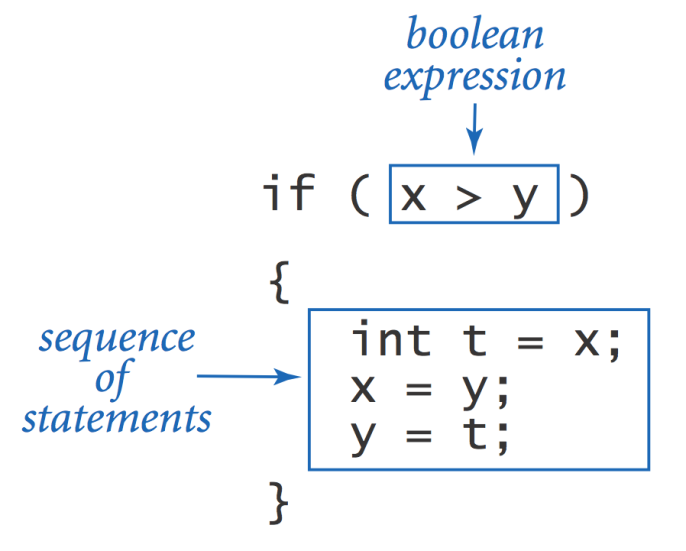 boolean
expression
if ( x > y )
{
sequence
of
statements
int t = x;
x = y;
y = t;
}